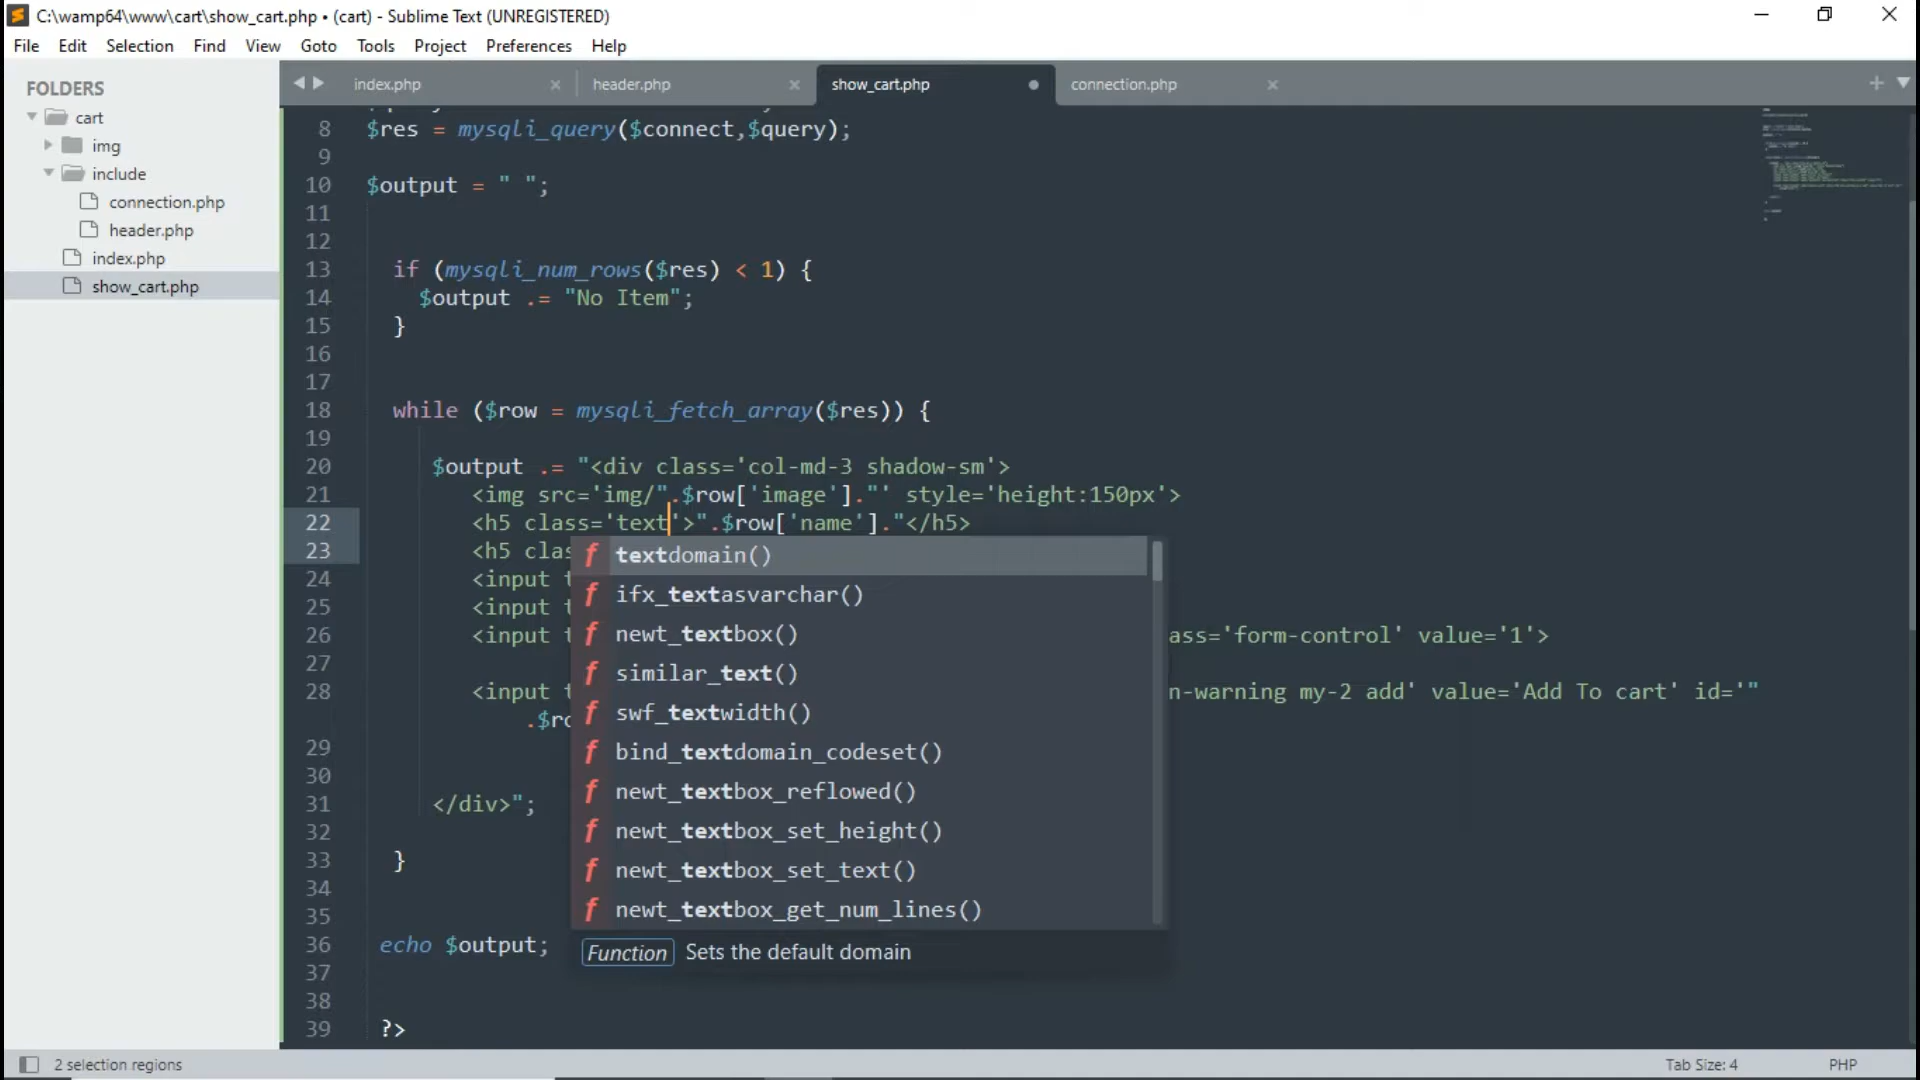 C:\wamp64\www\cart\show_cart.php • (cart) - Sublime Text (UNREGISTERED)
File Edit Selection Find View Goto Tools Project Preferences Help
FOLDERS
cart
img
include
connection.php
header.php
index.php
show_cart.php
index.php header.php show_cart.php connection.php
8 $res = mysqli_query($connect,$query);
9
10 $output = " ";
11
12
13 if (mysqli_num_rows($res) < 1) {
14 $output .= "No Item";
15 }
16
17
18 while ($row = mysqli_fetch_array($res)) {
19
20 $output .= "<div class='col-md-3 shadow-sm'>
21 <img src='img/".$row['image']."' style='height:150px'>
22 <h5 class='text'>".$row['name']."</h5>
23 <h5 clas
24 <input t
25 <input t
26 <input t ass='form-control' value='1'>
27
28 <input t n-warning my-2 add' value='Add To cart' id='"
.$ro
29
30
31 </div>";
32
33 }
34
35
36 echo $output;
37
38
39 ?>
f textdomain()
f ifx_textasvarchar()
f newt_textbox()
f similar_text()
f swf_textwidth()
f bind_textdomain_codeset()
f newt_textbox_reflowed()
f newt_textbox_set_height()
f newt_textbox_set_text()
f newt_textbox_get_num_lines()
Function Sets the default domain
2 selection regions Tab Size: 4 PHP